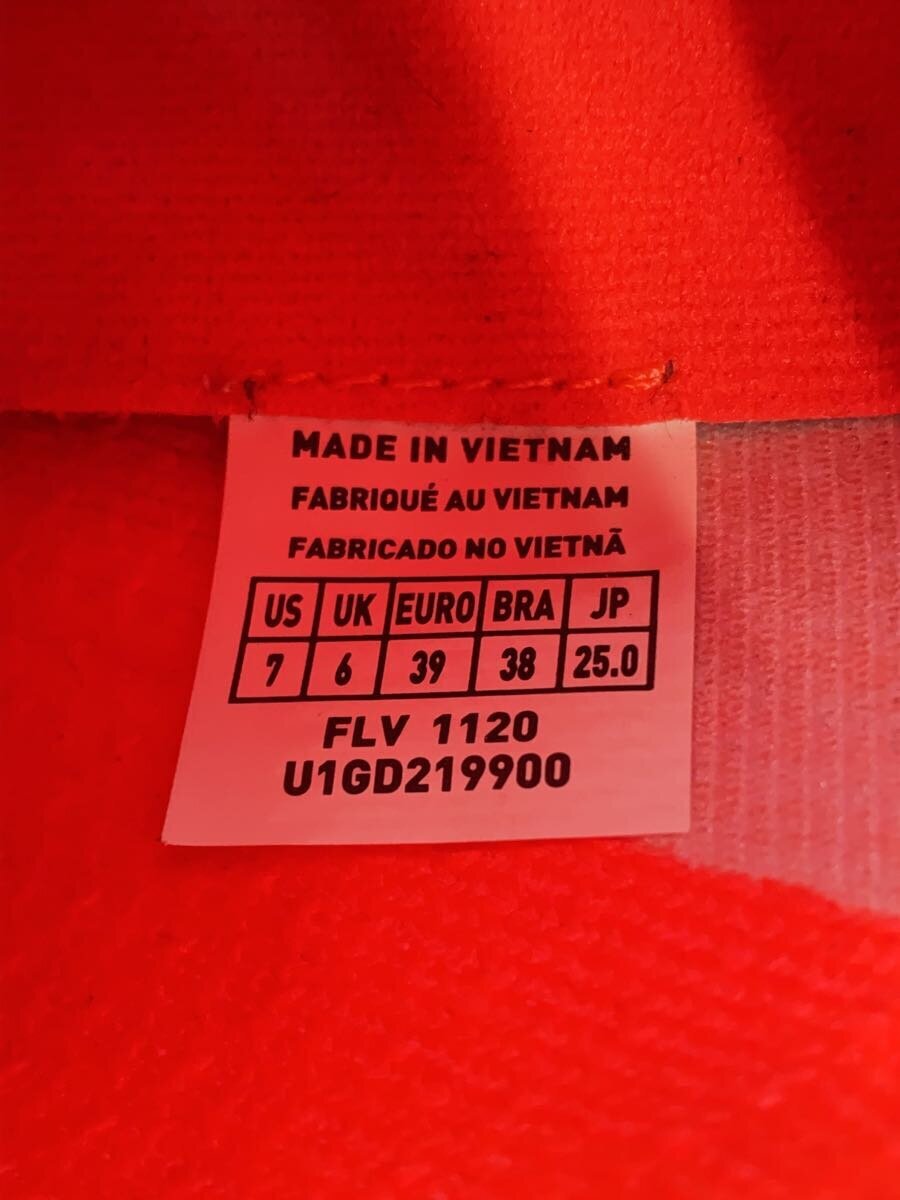 MADE IN VIETNAM
FABRIQUÉ AU VIETNAM
FABRICADO NO VIETNÃ
US UK EURO BRA JP
7 6 39 38 25.0
FLV 1120
U1GD219900